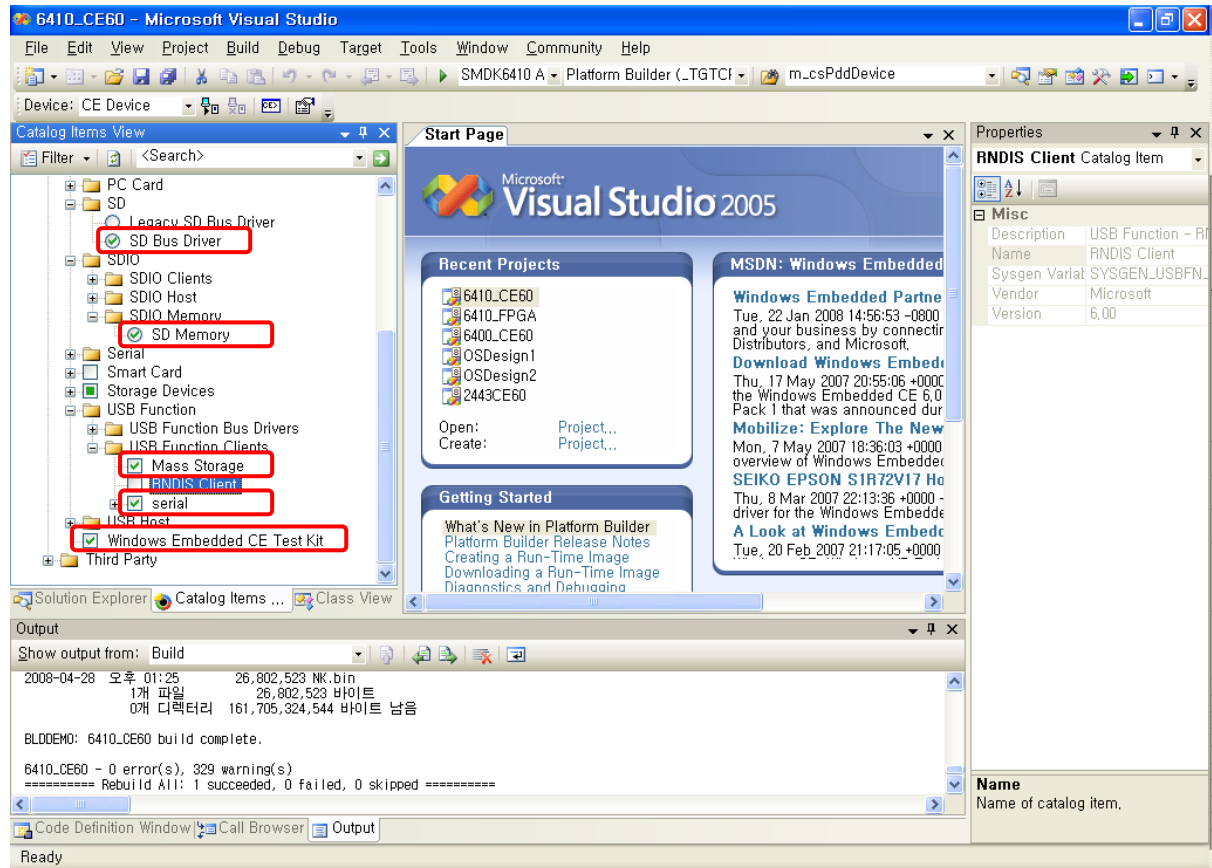 6410_CE60 - Microsoft Visual Studio
File Edit View Project Build Debug Target Tools Window Community Help
SMDK6410 A Platform Builder (_TGTCF m_csPddDevice
Device: CE Device
Catalog Items View
Filter <Search>
PC Card
SD
Legacy SD Bus Driver
SD Bus Driver
SDIO
SDIO Clients
SDIO Host
SDIO Memory
SD Memory
Serial
Smart Card
Storage Devices
USB Function
USB Function Bus Drivers
USB Function Clients
Mass Storage
RNDIS Client
serial
USB Host
Windows Embedded CE Test Kit
Third Party
Solution Explorer Catalog Items ... Class View
Start Page
Microsoft
Visual Studio 2005
Recent Projects
6410_CE60
6410_FPGA
6400_CE60
OSDesign1
OSDesign2
2443CE60
Open: Project...
Create: Project...
Getting Started
What's New in Platform Builder
Platform Builder Release Notes
Creating a Run-Time Image
Downloading a Run-Time Image
Diagnostics and Debugging
MSDN: Windows Embedded
Windows Embedded Partne
Tue, 22 Jan 2008 14:56:53 -0800
and your business by connectin
Distributors, and Microsoft,
Download Windows Embed
Thu, 17 May 2007 20:55:06 +0000
the Windows Embedded CE 6.0
Pack 1 that was announced dur
Mobilize: Explore The New
Mon, 7 May 2007 18:36:03 +0000
overview of Windows Embedded
SEIKO EPSON S1R72V17 Ho
Thu, 8 Mar 2007 22:13:36 +0000 -
driver for the Windows Embedde
A Look at Windows Embedd
Tue, 20 Feb 2007 21:17:05 +0000
Properties
RNDIS Client Catalog Item
Misc
Description USB Function - RN
Name RNDIS Client
Sysgen Variab SYSGEN_USBFN_
Vendor Microsoft
Version 6.00
Name
Name of catalog item,
Output
Show output from: Build
2008-04-28 오후 01:25 26,802,523 NK.bin
1개 파일 26,802,523 바이트
0개 디렉터리 161,705,324,544 바이트 남음
BLDDEMO: 6410_CE60 build complete.
6410_CE60 - 0 error(s), 329 warning(s)
========== Rebuild All: 1 succeeded, 0 failed, 0 skipped ==========
Code Definition Window Call Browser Output
Ready